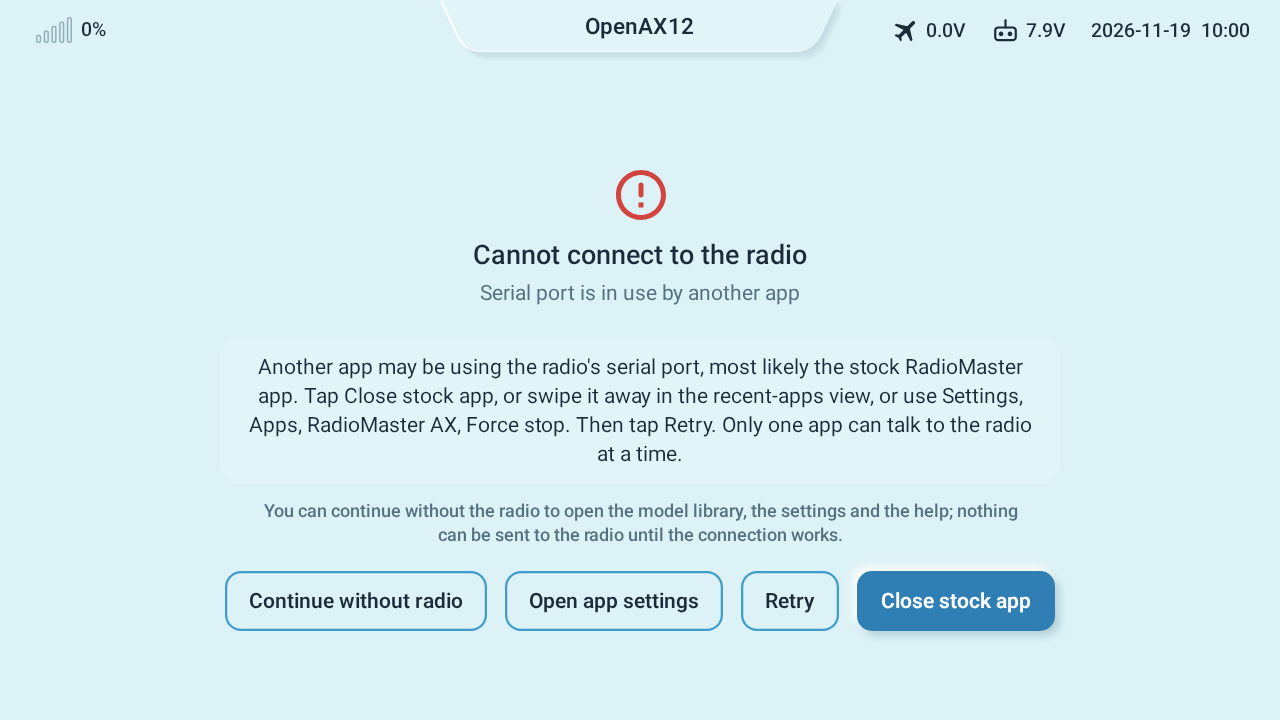 0%
OpenAX12
0.0V
7.9V
2026-11-19 10:00
Cannot connect to the radio
Serial port is in use by another app
Another app may be using the radio's serial port, most likely the stock RadioMaster
app. Tap Close stock app, or swipe it away in the recent-apps view, or use Settings,
Apps, RadioMaster AX, Force stop. Then tap Retry. Only one app can talk to the radio
at a time.
You can continue without the radio to open the model library, the settings and the help; nothing
can be sent to the radio until the connection works.
Continue without radio
Open app settings
Retry
Close stock app